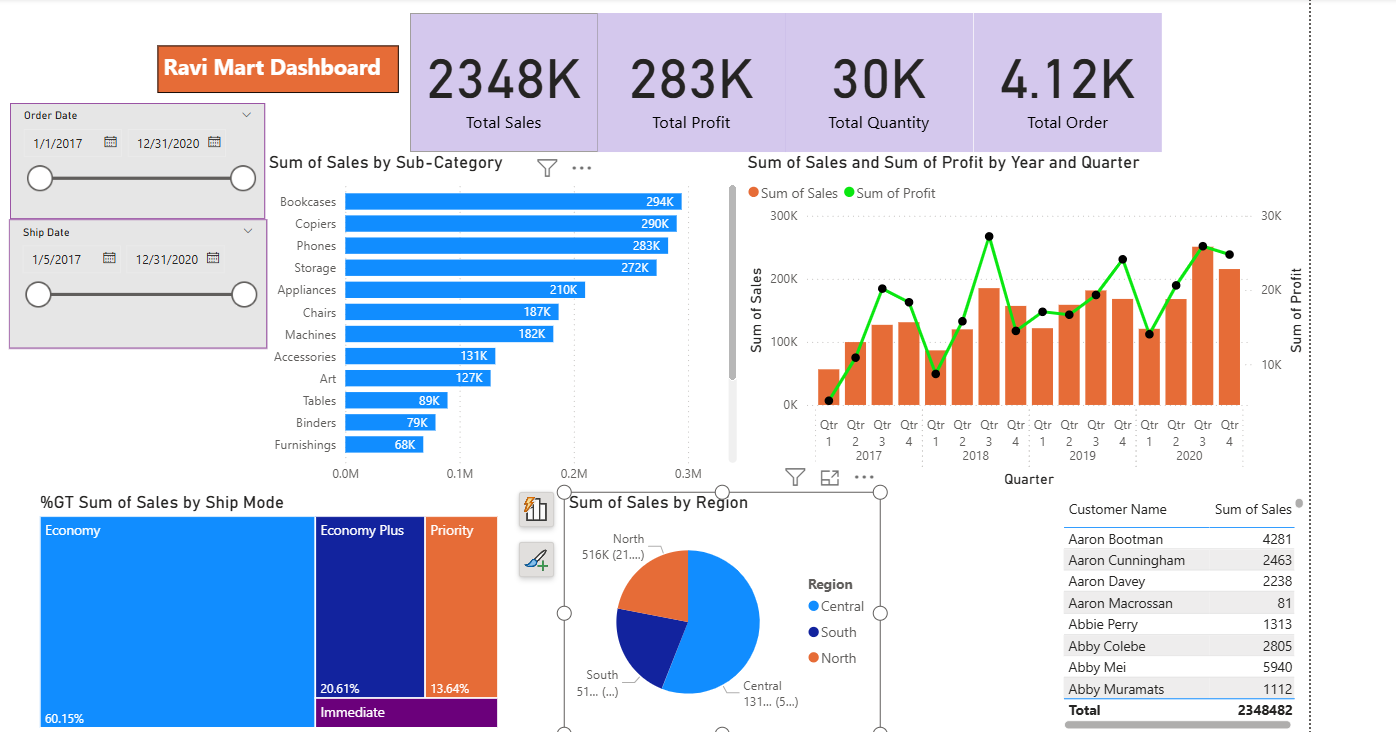 Ravi Mart Dashboard
2348K
Total Sales
283K
Total Profit
30K
Total Quantity
4.12K
Total Order
Order Date
1/1/2017
12/31/2020
Ship Date
1/5/2017
12/31/2020
Sum of Sales by Sub-Category
Bookcases 294K
Copiers 290K
Phones 283K
Storage 272K
Appliances 210K
Chairs 187K
Machines 182K
Accessories 131K
Art 127K
Tables 89K
Binders 79K
Furnishings 68K
0.0M 0.1M 0.2M 0.3M
Sum of Sales and Sum of Profit by Year and Quarter
Sum of Sales Sum of Profit
300K
200K
100K
0K
Sum of Sales
30K
20K
10K
Sum of Profit
Qtr Qtr Qtr Qtr Qtr Qtr Qtr Qtr Qtr Qtr Qtr Qtr Qtr Qtr Qtr Qtr
1 2 3 4 1 2 3 4 1 2 3 4 1 2 3 4
2017 2018 2019 2020
Quarter
%GT Sum of Sales by Ship Mode
Economy
60.15%
Economy Plus
20.61%
Priority
13.64%
Immediate
Sum of Sales by Region
North
516K (21....)
South
51... (...)
Central
131... (5...)
Region
Central
South
North
Customer Name Sum of Sales
Aaron Bootman 4281
Aaron Cunningham 2463
Aaron Davey 2238
Aaron Macrossan 81
Abbie Perry 1313
Abby Colebe 2805
Abby Mei 5940
Abby Muramats 1112
Total 2348482